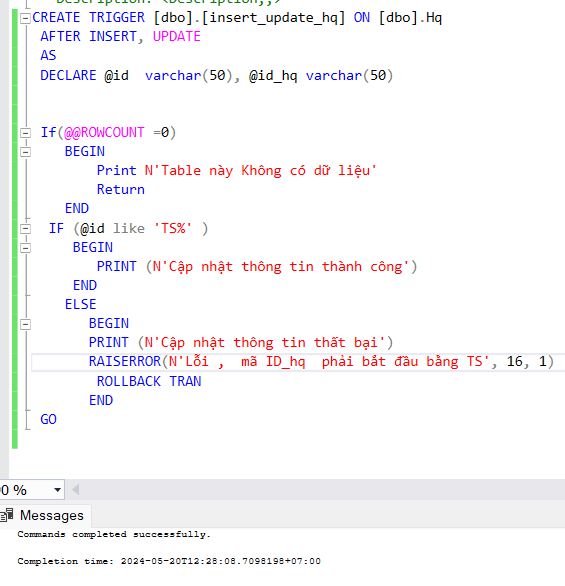 Description: <Description,,>
CREATE TRIGGER [dbo].[insert_update_hq] ON [dbo].Hq
AFTER INSERT, UPDATE
AS
DECLARE @id  varchar(50), @id_hq varchar(50)
If(@@ROWCOUNT =0)
BEGIN
Print N'Table này Không có dữ liệu'
Return
END
IF (@id like 'TS%' )
BEGIN
PRINT (N'Cập nhật thông tin thành công')
END
ELSE
BEGIN
PRINT (N'Cập nhật thông tin thất bại')
RAISERROR(N'Lỗi ,  mã ID_hq  phải bắt đầu bằng TS', 16, 1)
ROLLBACK TRAN
END
GO
00 %
Messages
Commands completed successfully.
Completion time: 2024-05-20T12:28:08.7098198+07:00